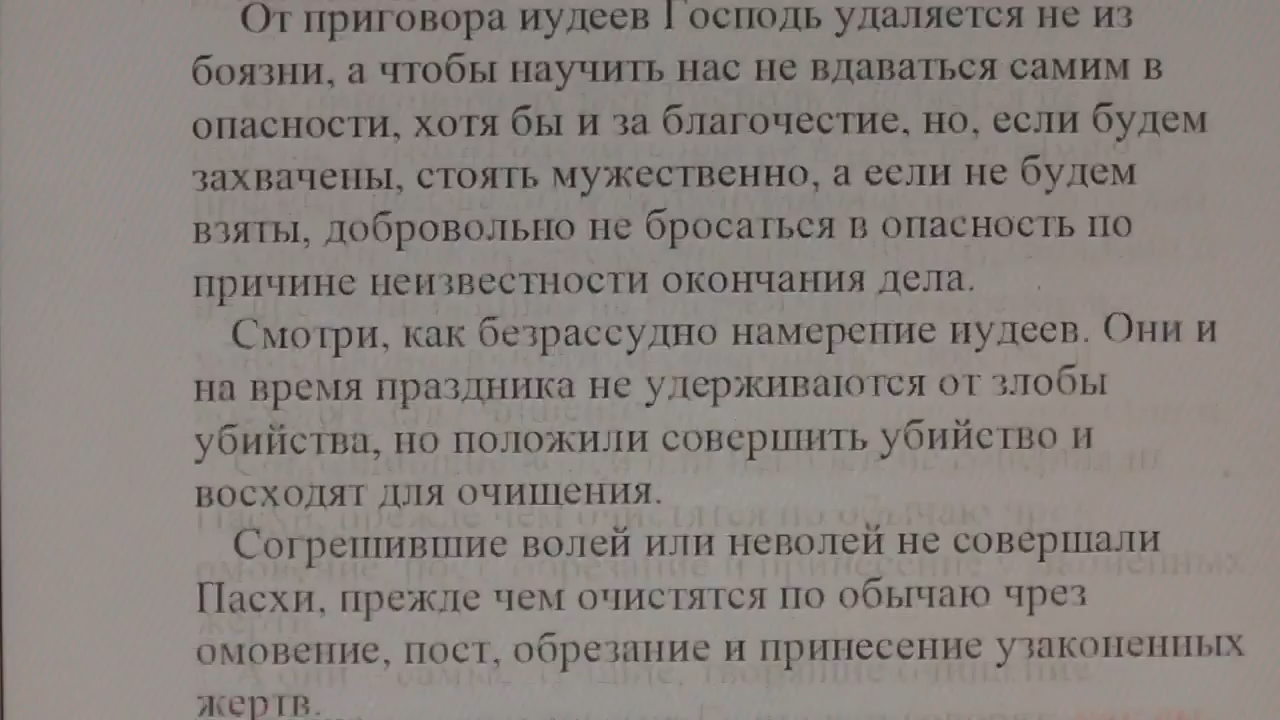 От приговора иудеев Господь удаляется не из
боязни, а чтобы научить нас не вдаваться самим в
опасности, хотя бы и за благочестие, но, если будем
захвачены, стоять мужественно, а если не будем
взяты, добровольно не бросаться в опасность по
причине неизвестности окончания дела.
Смотри, как безрассудно намерение иудеев. Они и
на время праздника не удерживаются от злобы
убийства, но положили совершить убийство и
восходят для очищения.
Согрешившие волей или неволей не совершали
Пасхи, прежде чем очистятся по обычаю чрез
омовение, пост, обрезание и принесение узаконенных
жертв.